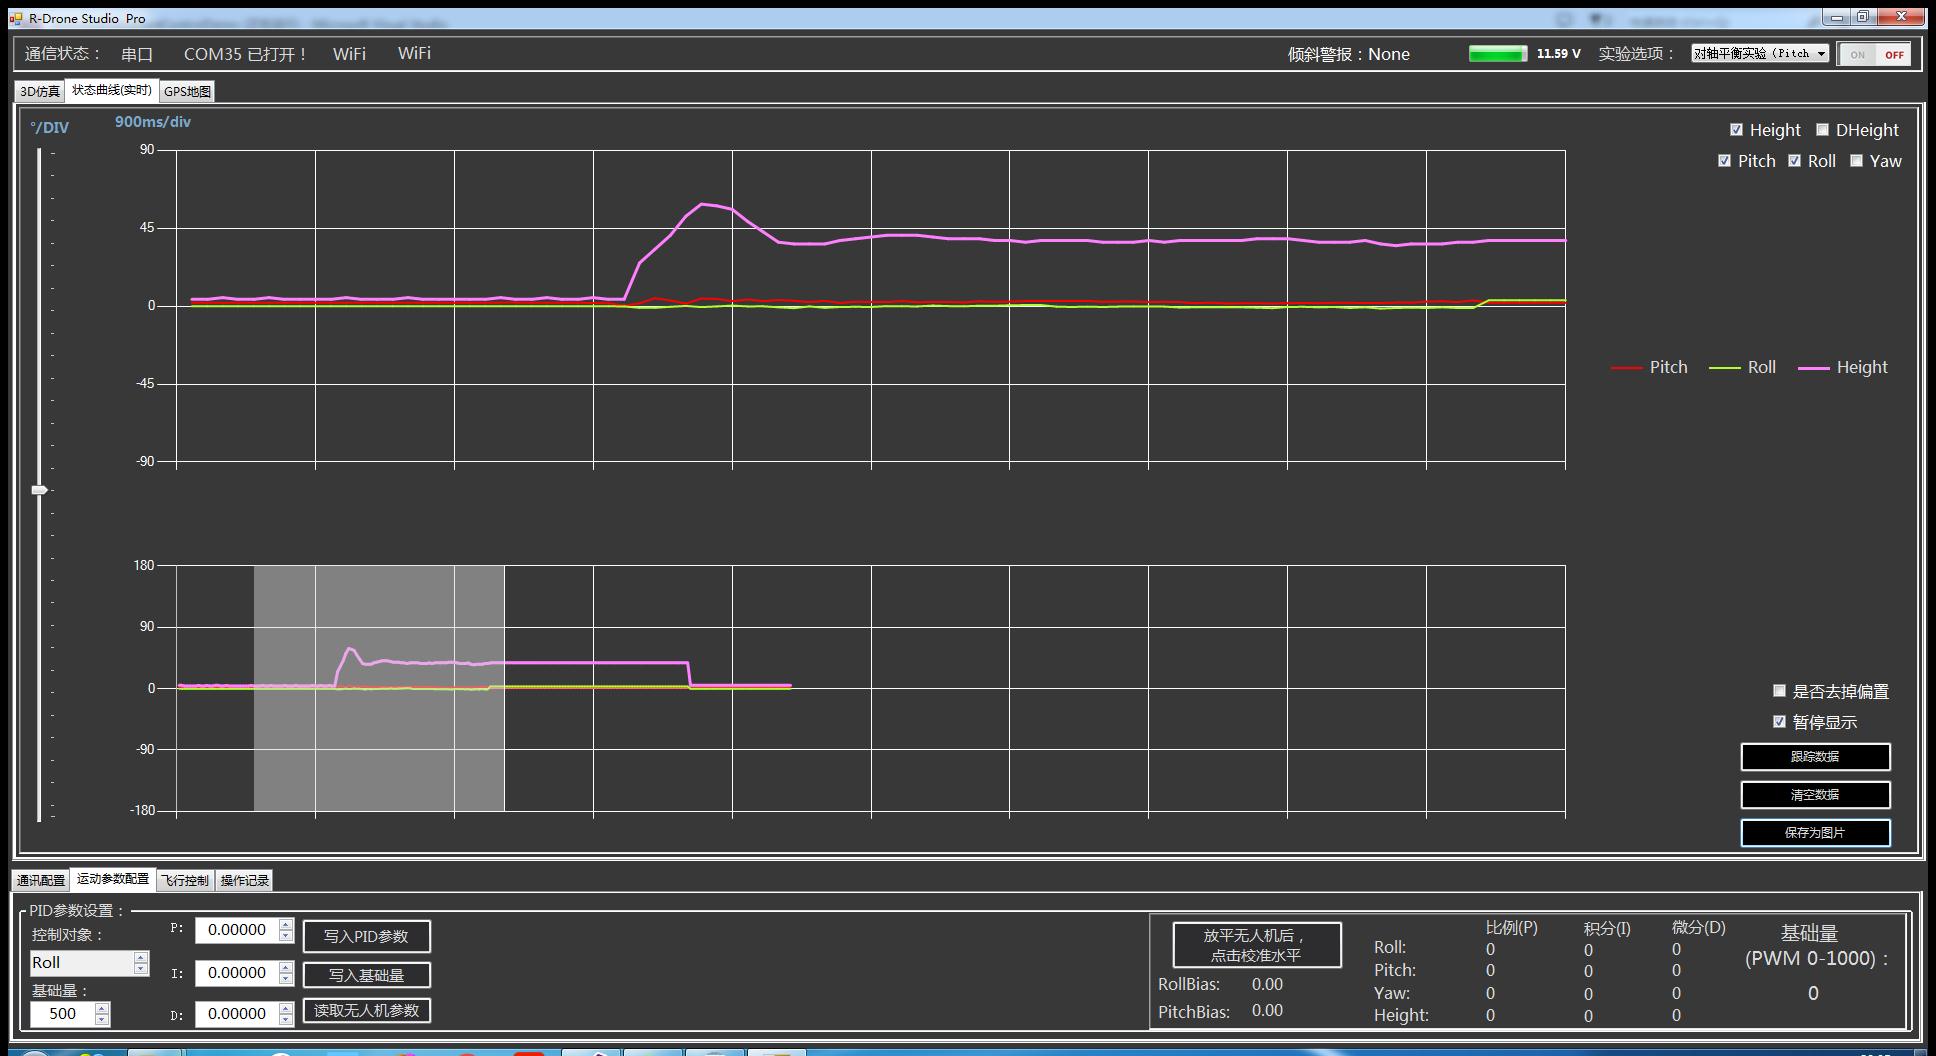 R-Drone Studio Pro
通信状态： 串口 COM35 已打开！ WiFi WiFi 倾斜警报：None 11.59 V 实验选项： 对轴平衡实验（Pitch ON OFF
3D仿真 状态曲线(实时) GPS地图
°/DIV 900ms/div
Height DHeight
Pitch Roll Yaw
90
45
0
-45
-90
Pitch Roll Height
180
90
0
-90
-180
是否去掉偏置
暂停显示
跟踪数据
清空数据
保存为图片
通讯配置 运动参数配置 飞行控制 操作记录
PID参数设置：
控制对象：
Roll
基础量：
500
P: 0.00000 写入PID参数
I: 0.00000 写入基础量
D: 0.00000 读取无人机参数
放平无人机后，
点击校准水平
RollBias: 0.00
PitchBias: 0.00
比例(P) 积分(I) 微分(D)
Roll: 0 0 0
Pitch: 0 0 0
Yaw: 0 0 0
Height: 0 0 0
基础量
(PWM 0-1000)：
0